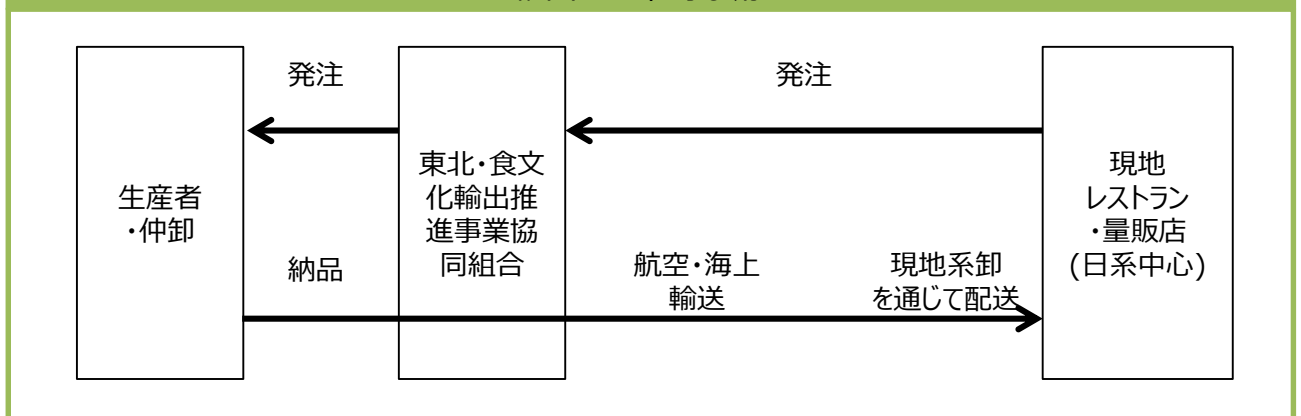 発注
発注
生産者
・仲卸
東北・食文
化輸出推
進事業協
同組合
現地
レストラン
・量販店
(日系中心)
納品
航空・海上
輸送
現地系卸
を通じて配送